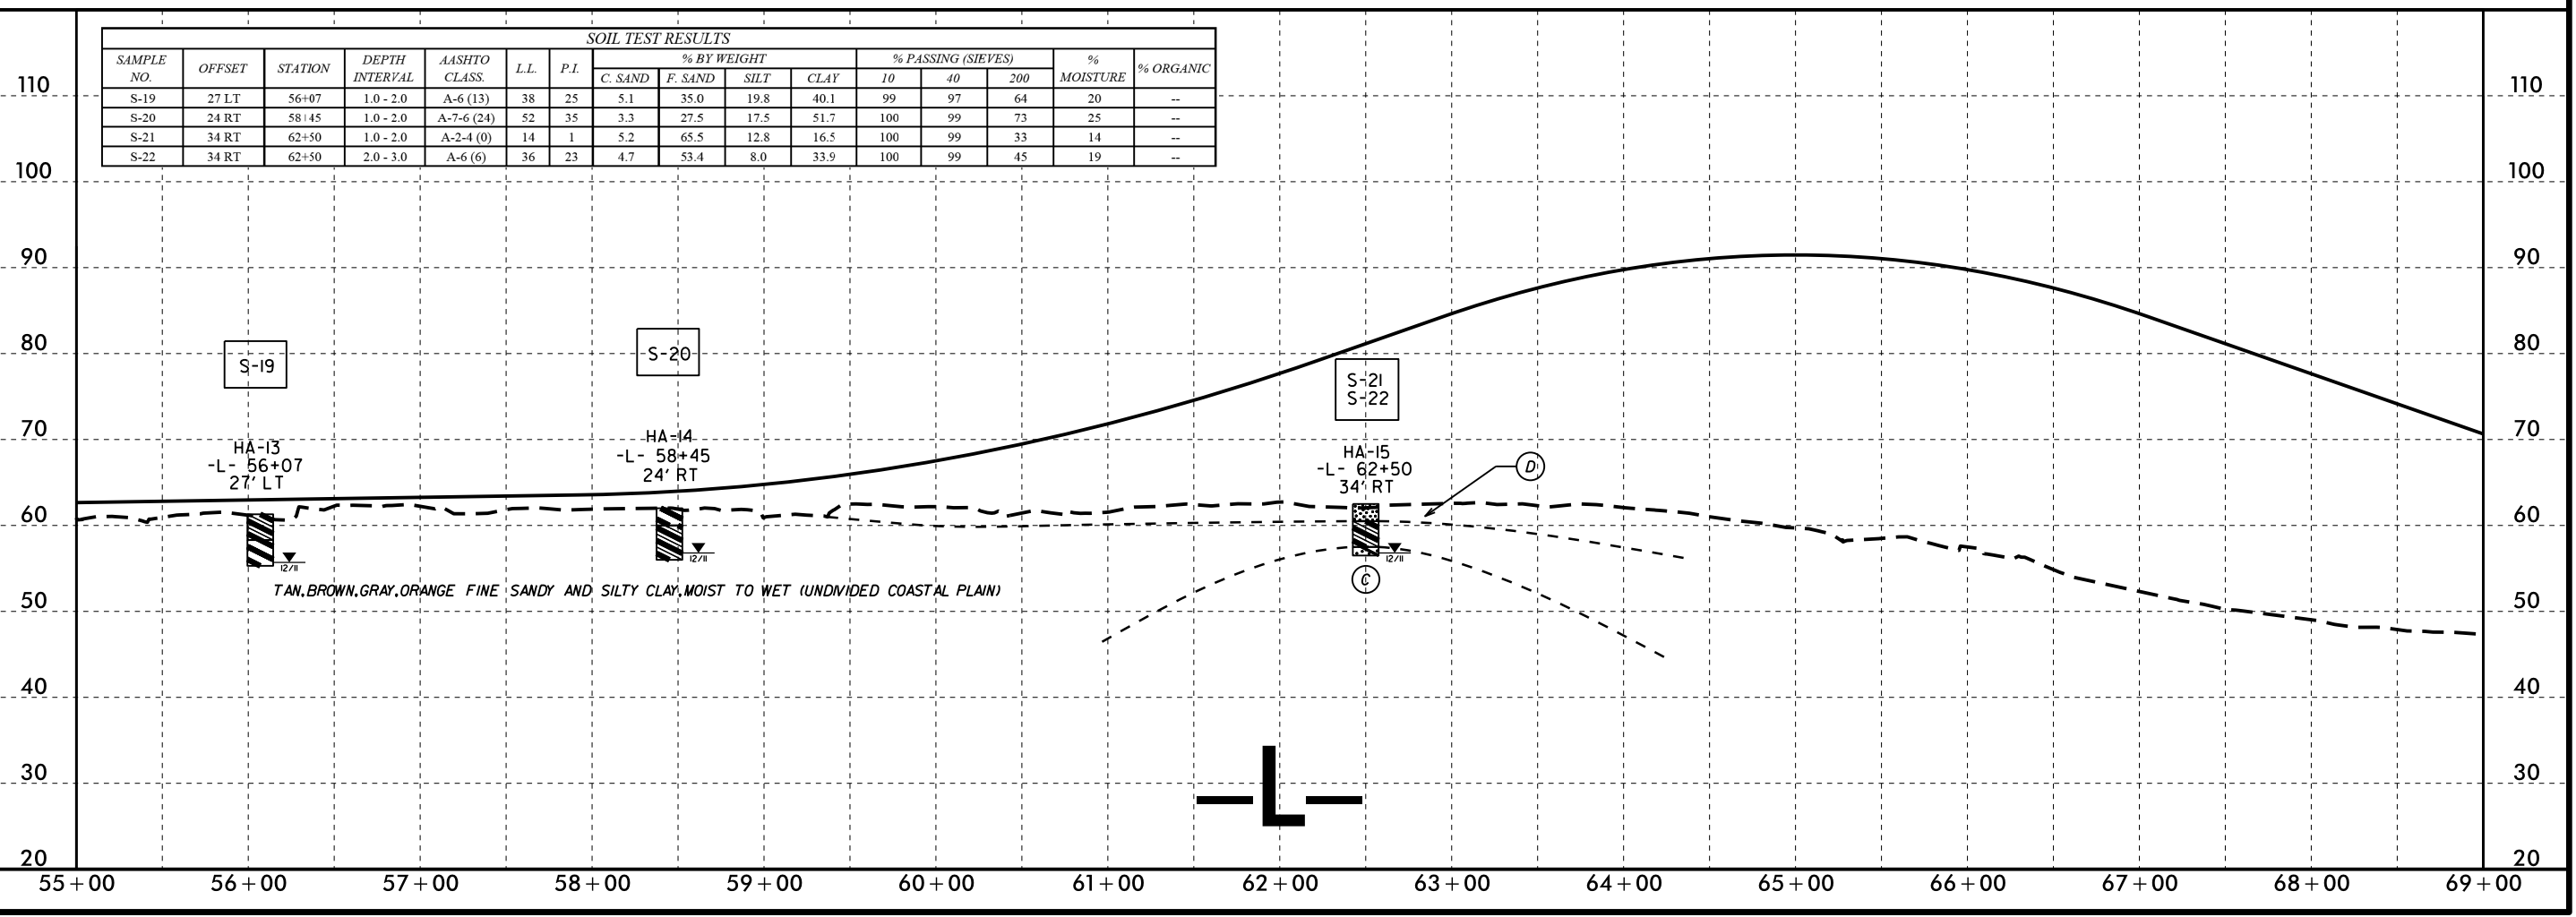 SOIL TEST RESULTS
SAMPLE NO. OFFSET STATION DEPTH INTERVAL AASHTO CLASS. L.L. P.I. % BY WEIGHT % PASSING (SIEVES) % MOISTURE % ORGANIC
C. SAND F. SAND SILT CLAY 10 40 200
S-19 27 LT 56+07 1.0 - 2.0 A-6 (13) 38 25 5.1 35.0 19.8 40.1 99 97 64 20 --
S-20 24 RT 58+45 1.0 - 2.0 A-7-6 (24) 52 35 3.3 27.5 17.5 51.7 100 99 73 25 --
S-21 34 RT 62+50 1.0 - 2.0 A-2-4 (0) 14 1 5.2 65.5 12.8 16.5 100 99 33 14 --
S-22 34 RT 62+50 2.0 - 3.0 A-6 (6) 36 23 4.7 53.4 8.0 33.9 100 99 45 19 --
110 110
100 100
90 90
80 80
S-19
S-20
S-21
S-22
70 70
HA-13
-L- 56+07
27' LT
HA-14
-L- 58+45
24' RT
HA-15
-L- 62+50
34' RT
D
60 60
12/11
12/11
12/11
C
TAN,BROWN,GRAY,ORANGE FINE SANDY AND SILTY CLAY,MOIST TO WET (UNDIVIDED COASTAL PLAIN)
50 50
40 40
30 30
-L-
20 20
55+00 56+00 57+00 58+00 59+00 60+00 61+00 62+00 63+00 64+00 65+00 66+00 67+00 68+00 69+00